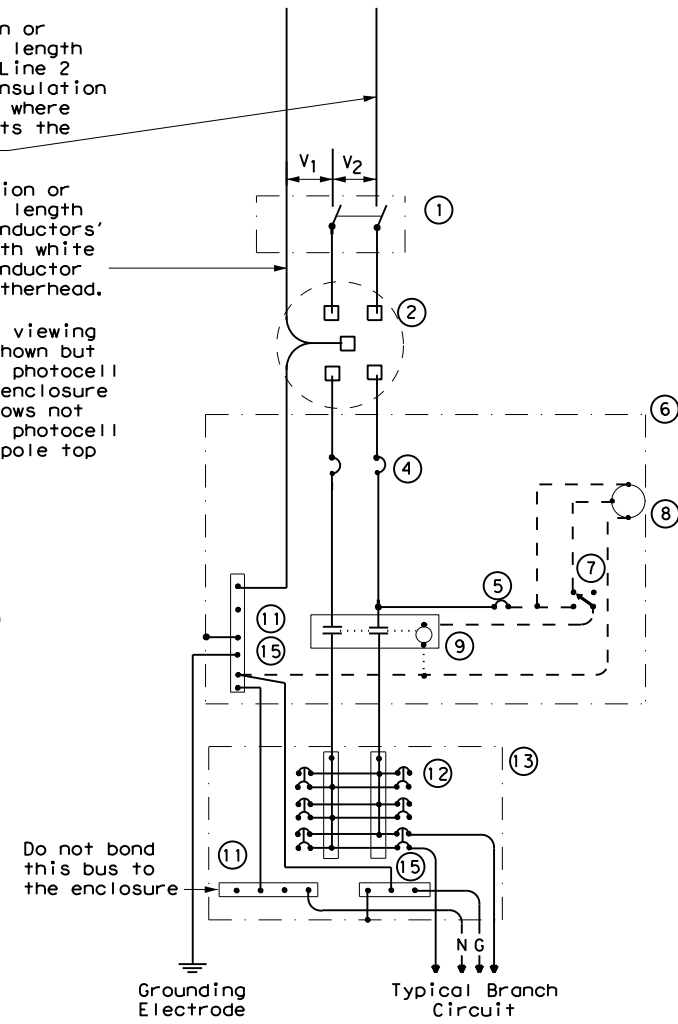 n or
length
Line 2
nsulation
where
ts the
ion or
length
nductors'
th white
nductor
therhead.
viewing
hown but
photocell
enclosure
ows not
photocell
pole top
V1
V2
1
2
6
4
8
7
5
11
9
15
13
12
Do not bond
this bus to
the enclosure
11
15
N G
Grounding
Electrode
Typical Branch
Circuit